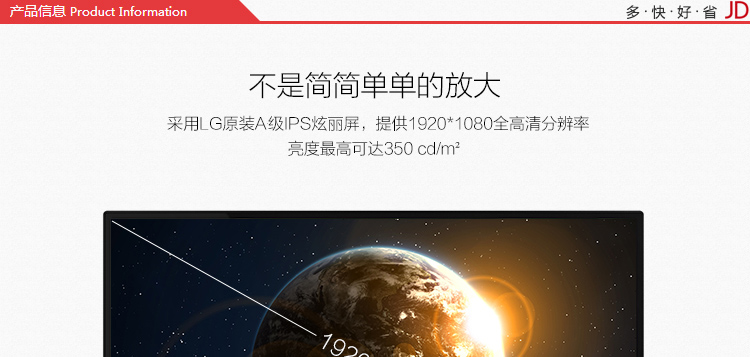 产品信息 Product Information
多·快·好·省 JD
不是简简单单的放大
采用LG原装A级IPS炫丽屏，提供1920*1080全高清分辨率
亮度最高可达350 cd/m²
1920